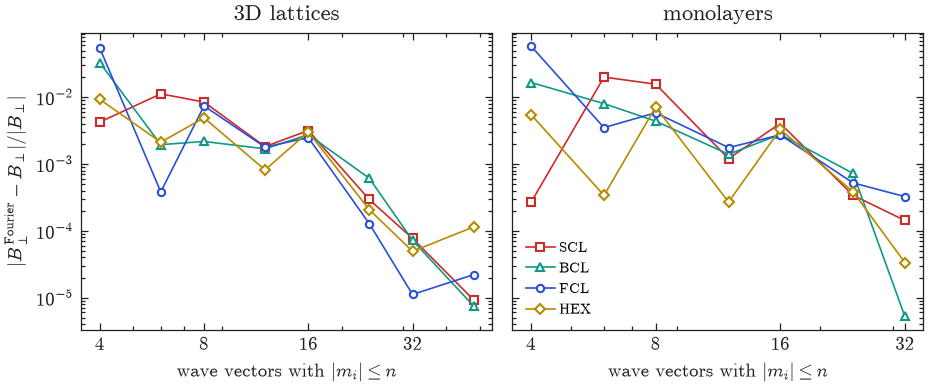 3D lattices
monolayers
|B⊥^Fourier − B⊥|/|B⊥|
10⁻²
10⁻³
10⁻⁴
10⁻⁵
SCL
BCL
FCL
HEX
4 8 16 32
4 8 16 32
wave vectors with |m_i| ≤ n
wave vectors with |m_i| ≤ n